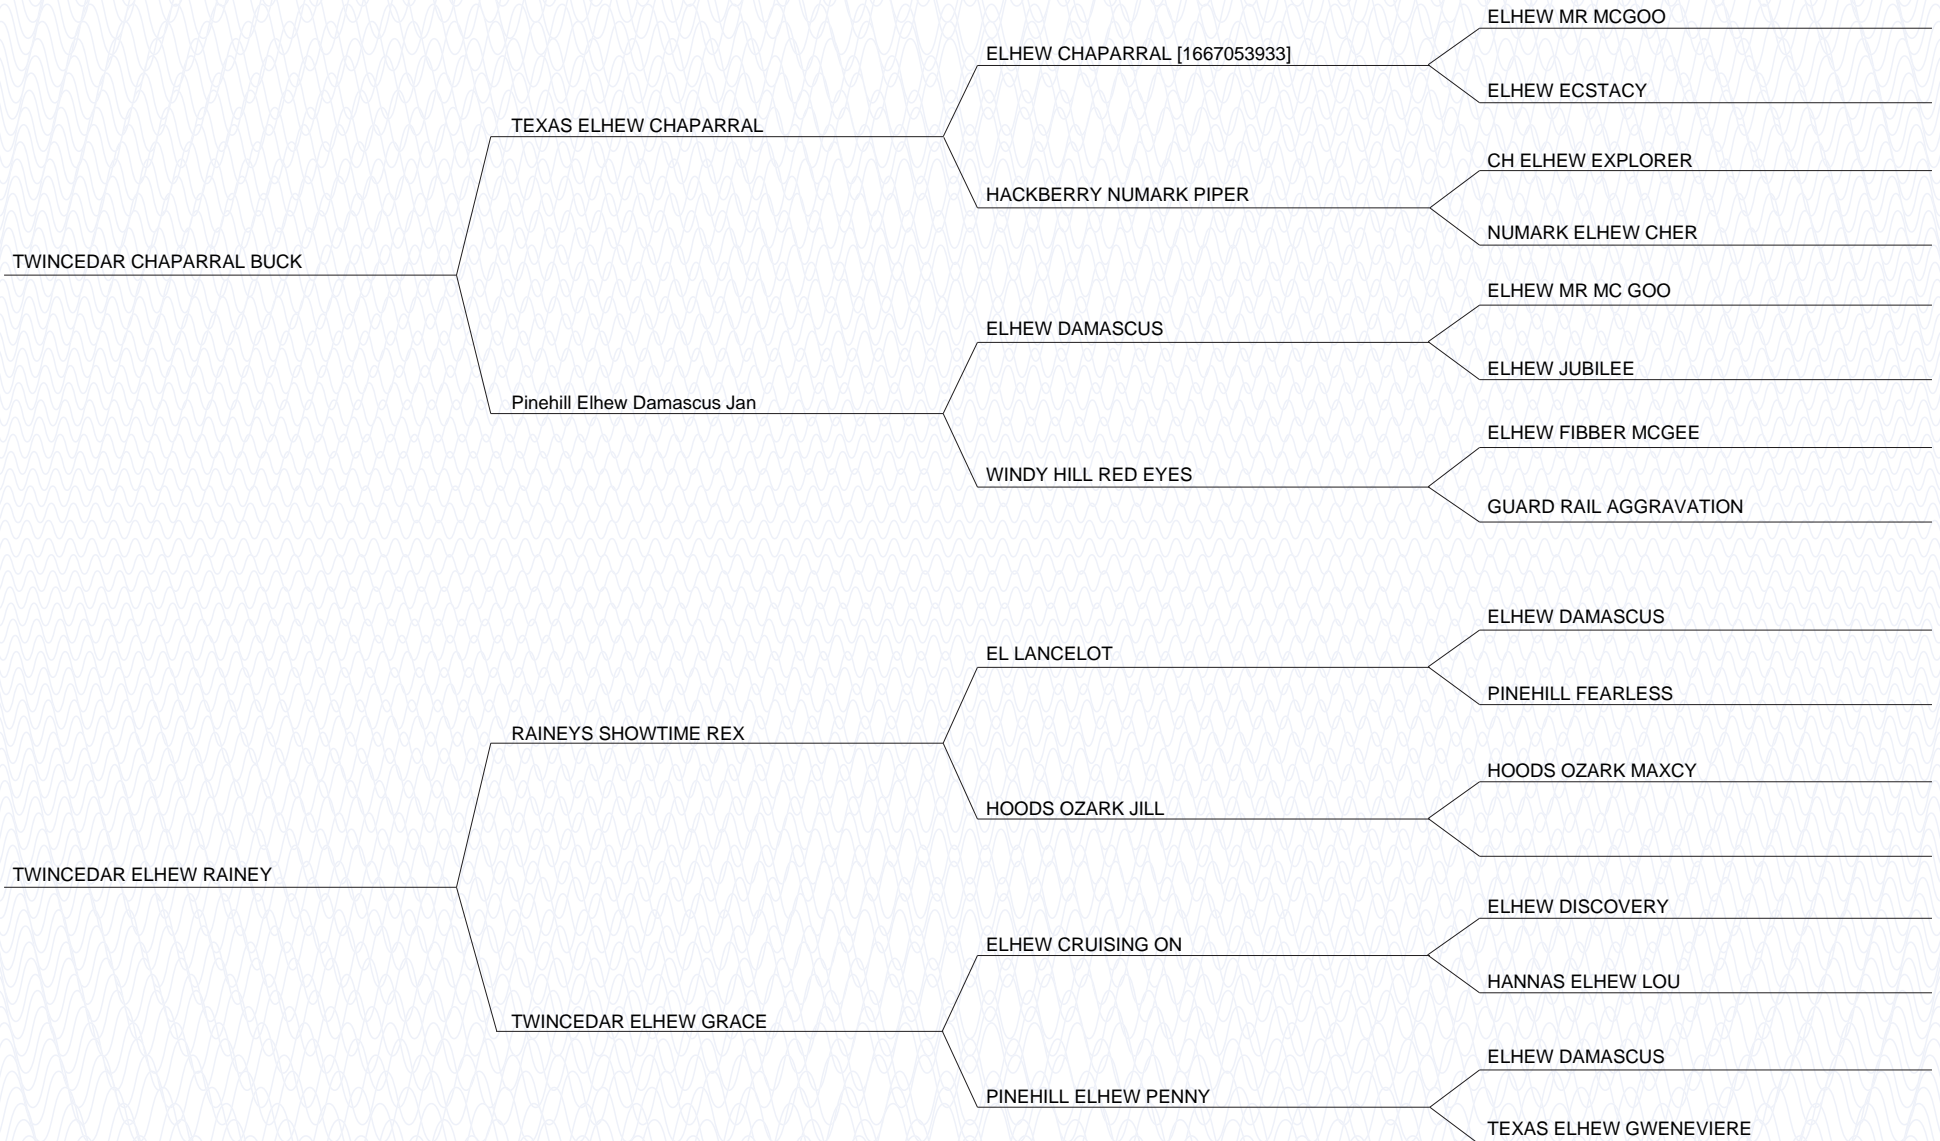 ELHEW MR MCGOO
ELHEW CHAPARRAL [1667053933]
ELHEW ECSTACY
TEXAS ELHEW CHAPARRAL
CH ELHEW EXPLORER
HACKBERRY NUMARK PIPER
NUMARK ELHEW CHER
TWINCEDAR CHAPARRAL BUCK
ELHEW MR MC GOO
ELHEW DAMASCUS
ELHEW JUBILEE
Pinehill Elhew Damascus Jan
ELHEW FIBBER MCGEE
WINDY HILL RED EYES
GUARD RAIL AGGRAVATION
ELHEW DAMASCUS
EL LANCELOT
PINEHILL FEARLESS
RAINEYS SHOWTIME REX
HOODS OZARK MAXCY
HOODS OZARK JILL
TWINCEDAR ELHEW RAINEY
ELHEW DISCOVERY
ELHEW CRUISING ON
HANNAS ELHEW LOU
TWINCEDAR ELHEW GRACE
ELHEW DAMASCUS
PINEHILL ELHEW PENNY
TEXAS ELHEW GWENEVIERE